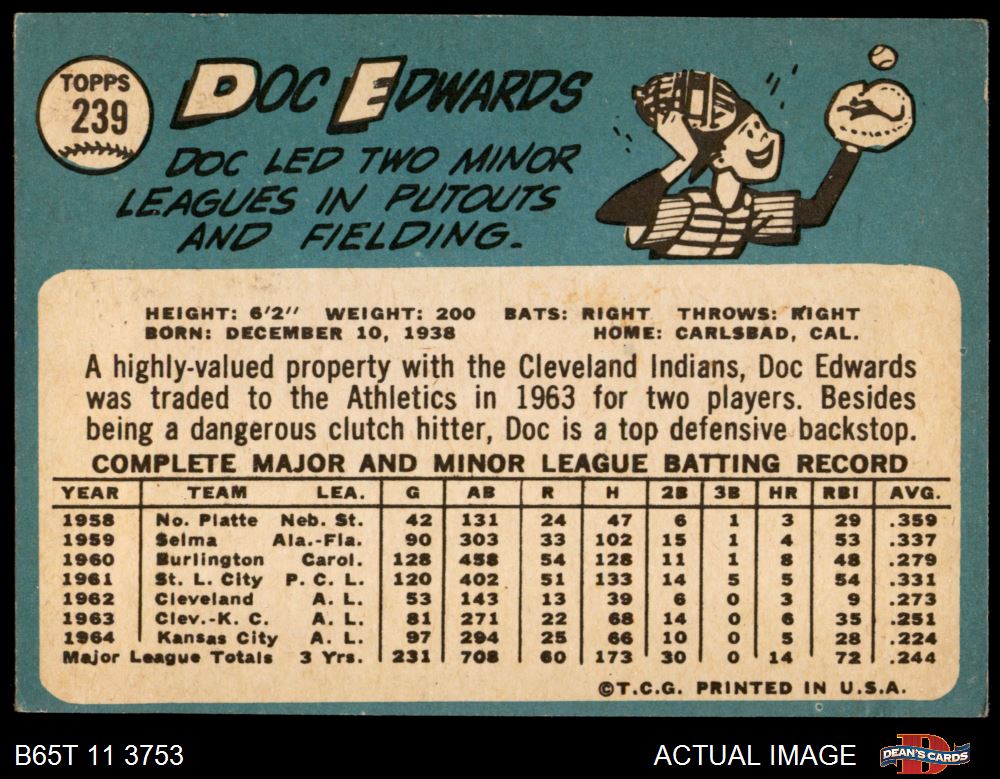 TOPPS
239
DOC EDWARDS
DOC LED TWO MINOR
LEAGUES IN PUTOUTS
AND FIELDING.
HEIGHT: 6'2" WEIGHT: 200 BATS: RIGHT THROWS: RIGHT
BORN: DECEMBER 10, 1938 HOME: CARLSBAD, CAL.
A highly-valued property with the Cleveland Indians, Doc Edwards
was traded to the Athletics in 1963 for two players. Besides
being a dangerous clutch hitter, Doc is a top defensive backstop.
COMPLETE MAJOR AND MINOR LEAGUE BATTING RECORD
YEAR TEAM LEA. G AB R H 2B 3B HR RBI AVG.
1958 No. Platte Neb. St. 42 131 24 47 6 1 3 29 .359
1959 Selma Ala.-Fla. 90 303 33 102 15 1 4 53 .337
1960 Burlington Carol. 128 458 54 128 11 1 8 48 .279
1961 St. L. City P. C. L. 120 402 51 133 14 5 5 54 .331
1962 Cleveland A. L. 53 143 13 39 6 0 3 9 .273
1963 Clev.-K. C. A. L. 81 271 22 68 14 0 6 35 .251
1964 Kansas City A. L. 97 294 25 66 10 0 5 28 .224
Major League Totals 3 Yrs. 231 708 60 173 30 0 14 72 .244
©T.C.G. PRINTED IN U.S.A.
B65T 11 3753 ACTUAL IMAGE DEAN'S CARDS